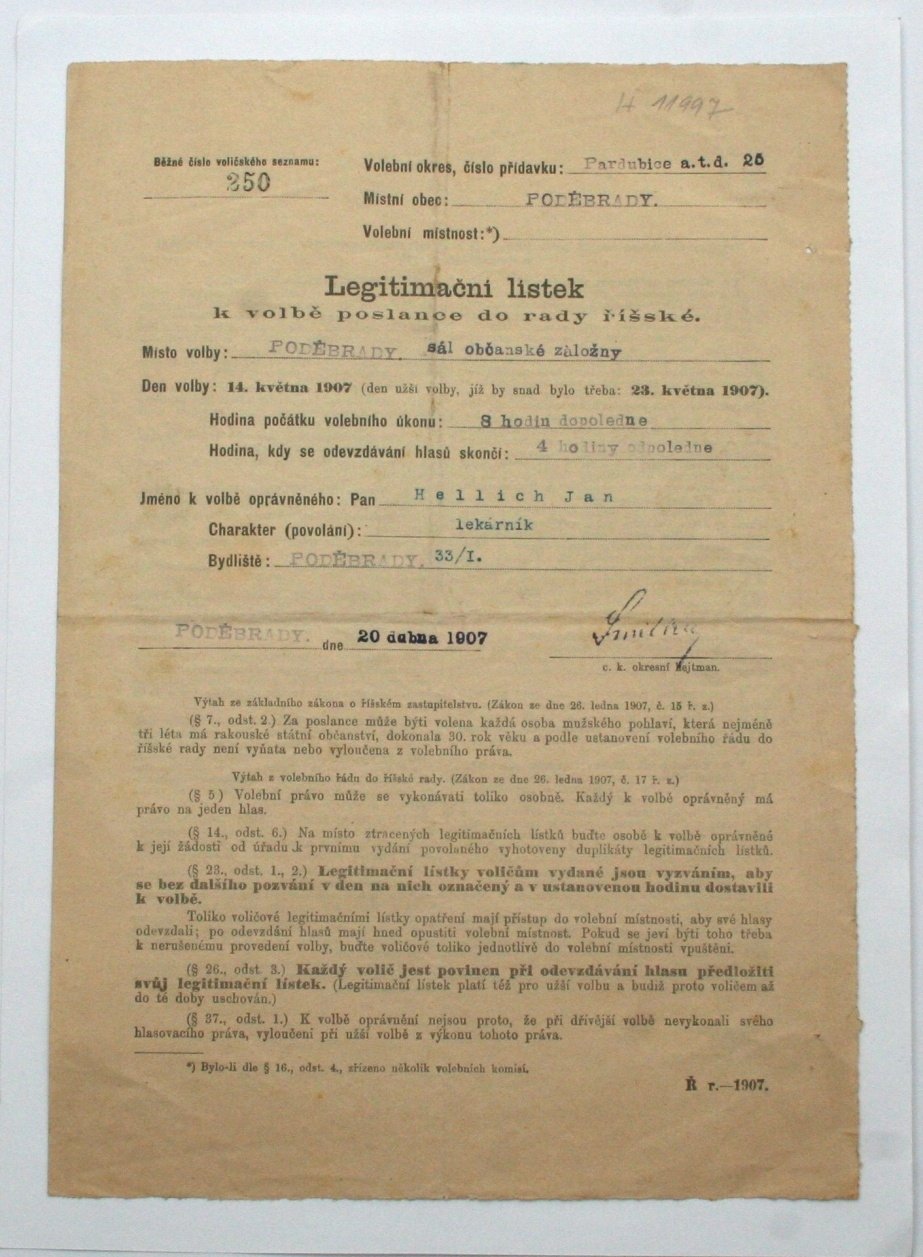 H 11997
Běžné číslo voličského seznamu:
250
Volební okres, číslo přídavku: Pardubice a.t.d. 25
Místní obec: PODĚBRADY.
Volební místnost:*)
Legitimační lístek
k volbě poslance do rady říšské.
Místo volby: PODĚBRADY. sál občanské záložny
Den volby: 14. května 1907 (den užší volby, jíž by snad bylo třeba: 23. května 1907).
Hodina počátku volebního úkonu: 8 hodin dopoledne
Hodina, kdy se odevzdávání hlasů skončí: 4 hodiny odpoledne
Jméno k volbě oprávněného: Pan Hellich Jan
Charakter (povolání): lekárník
Bydliště: PODĚBRADY. 33/I.
PODĚBRADY. dne 20 dubna 1907
c. k. okresní hejtman.
Výtah ze základního zákona o říšském zastupitelstvu. (Zákon ze dne 26. ledna 1907, č. 15 ř. z.)
(§ 7., odst. 2.) Za poslance může býti volena každá osoba mužského pohlaví, která nejméně
tři léta má rakouské státní občanství, dokonala 30. rok věku a podle ustanovení volebního řádu do
říšské rady není vyňata nebo vyloučena z volebního práva.
Výtah z volebního řádu do říšské rady. (Zákon ze dne 26. ledna 1907, č. 17 ř. z.)
(§ 5.) Volební právo může se vykonávati toliko osobně. Každý k volbě oprávněný má
právo na jeden hlas.
(§ 14., odst. 6.) Na místo ztracených legitimačních lístků buďte osobě k volbě oprávněné
k její žádosti od úřadu k prvnímu vydání povolaného vyhotoveny duplikáty legitimačních lístků.
(§ 23., odst. 1., 2.) Legitimační lístky voličům vydané jsou vyzváním, aby
se bez dalšího pozvání v den na nich označený a v ustanovenou hodinu dostavili
k volbě.
Toliko voličové legitimačními lístky opatření mají přístup do volební místnosti, aby své hlasy
odevzdali; po odevzdání hlasů mají hned opustiti volební místnost. Pokud se jeví býti toho třeba
k nerušenému provedení volby, buďte voličové toliko jednotlivě do volební místnosti vpuštěni.
(§ 26., odst. 3.) Každý volič jest povinen při odevzdávání hlasu předložiti
svůj legitimační lístek. (Legitimační lístek platí též pro užší volbu a budiž proto voličem až
do té doby uschován.)
(§ 37., odst. 1.) K volbě oprávnění nejsou proto, že při dřívější volbě nevykonali svého
hlasovacího práva, vyloučeni při užší volbě z výkonu tohoto práva.
*) Bylo-li dle § 16., odst. 4., zřízeno několik volebních komisí.
Ř r.—1907.